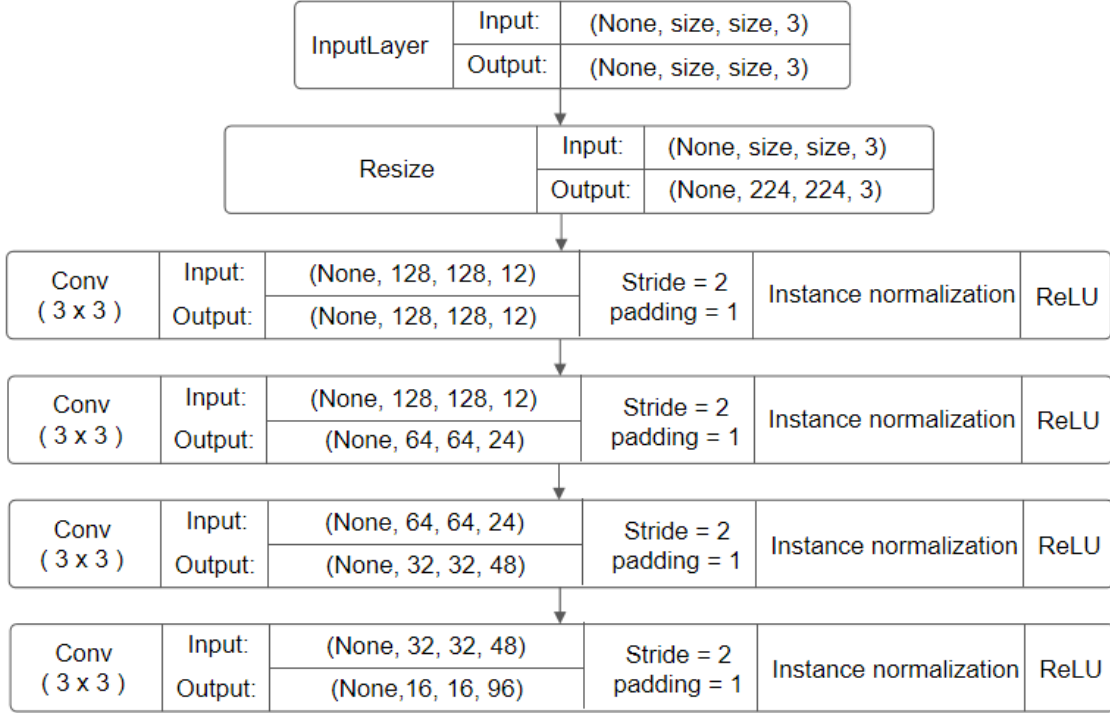 InputLayer
Input: (None, size, size, 3)
Output: (None, size, size, 3)
Resize
Input: (None, size, size, 3)
Output: (None, 224, 224, 3)
Conv
( 3 x 3 )
Input: (None, 128, 128, 12)
Output: (None, 128, 128, 12)
Stride = 2
padding = 1
Instance normalization
ReLU
Conv
( 3 x 3 )
Input: (None, 128, 128, 12)
Output: (None, 64, 64, 24)
Stride = 2
padding = 1
Instance normalization
ReLU
Conv
( 3 x 3 )
Input: (None, 64, 64, 24)
Output: (None, 32, 32, 48)
Stride = 2
padding = 1
Instance normalization
ReLU
Conv
( 3 x 3 )
Input: (None, 32, 32, 48)
Output: (None,16, 16, 96)
Stride = 2
padding = 1
Instance normalization
ReLU